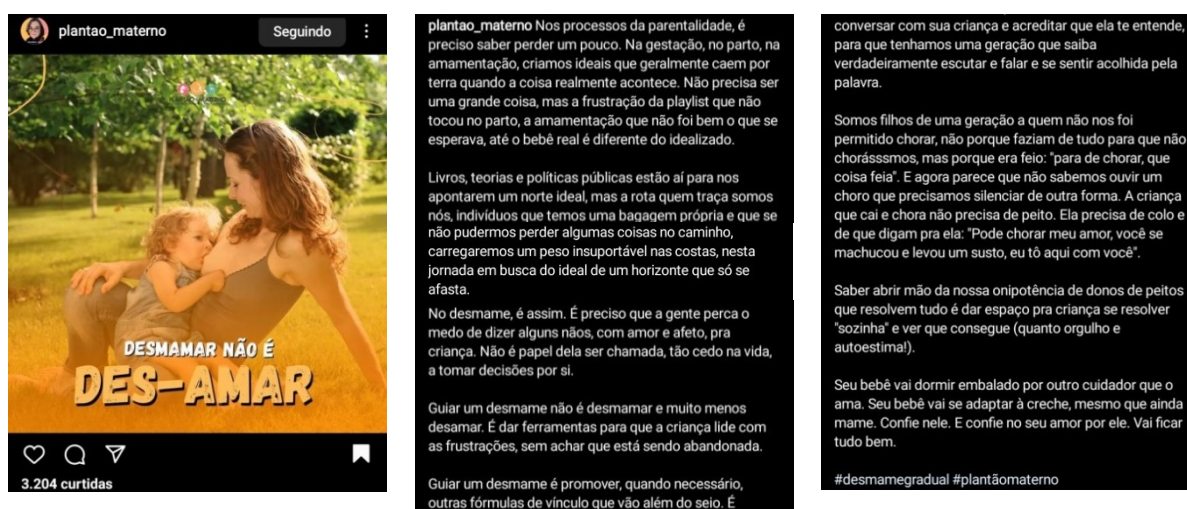 plantao_materno
Seguindo
DESMAMAR NÃO É
DES-AMAR
3.204 curtidas
plantao_materno Nos processos da parentalidade, é
preciso saber perder um pouco. Na gestação, no parto, na
amamentação, criamos ideais que geralmente caem por
terra quando a coisa realmente acontece. Não precisa ser
uma grande coisa, mas a frustração da playlist que não
tocou no parto, a amamentação que não foi bem o que se
esperava, até o bebê real é diferente do idealizado.
Livros, teorias e políticas públicas estão aí para nos
apontarem um norte ideal, mas a rota quem traça somos
nós, indivíduos que temos uma bagagem própria e que se
não pudermos perder algumas coisas no caminho,
carregaremos um peso insuportável nas costas, nesta
jornada em busca do ideal de um horizonte que só se
afasta.
No desmame, é assim. É preciso que a gente perca o
medo de dizer alguns nãos, com amor e afeto, pra
criança. Não é papel dela ser chamada, tão cedo na vida,
a tomar decisões por si.
Guiar um desmame não é desmamar e muito menos
desamar. É dar ferramentas para que a criança lide com
as frustrações, sem achar que está sendo abandonada.
Guiar um desmame é promover, quando necessário,
outras fórmulas de vínculo que vão além do seio. É
conversar com sua criança e acreditar que ela te entende,
para que tenhamos uma geração que saiba
verdadeiramente escutar e falar e se sentir acolhida pela
palavra.
Somos filhos de uma geração a quem não nos foi
permitido chorar, não porque faziam de tudo para que não
chorásssmos, mas porque era feio: "para de chorar, que
coisa feia". E agora parece que não sabemos ouvir um
choro que precisamos silenciar de outra forma. A criança
que cai e chora não precisa de peito. Ela precisa de colo e
de que digam pra ela: "Pode chorar meu amor, você se
machucou e levou um susto, eu tô aqui com você".
Saber abrir mão da nossa onipotência de donos de peitos
que resolvem tudo é dar espaço pra criança se resolver
"sozinha" e ver que consegue (quanto orgulho e
autoestima!).
Seu bebê vai dormir embalado por outro cuidador que o
ama. Seu bebê vai se adaptar à creche, mesmo que ainda
mame. Confie nele. E confie no seu amor por ele. Vai ficar
tudo bem.
#desmamegradual #plantãomaterno